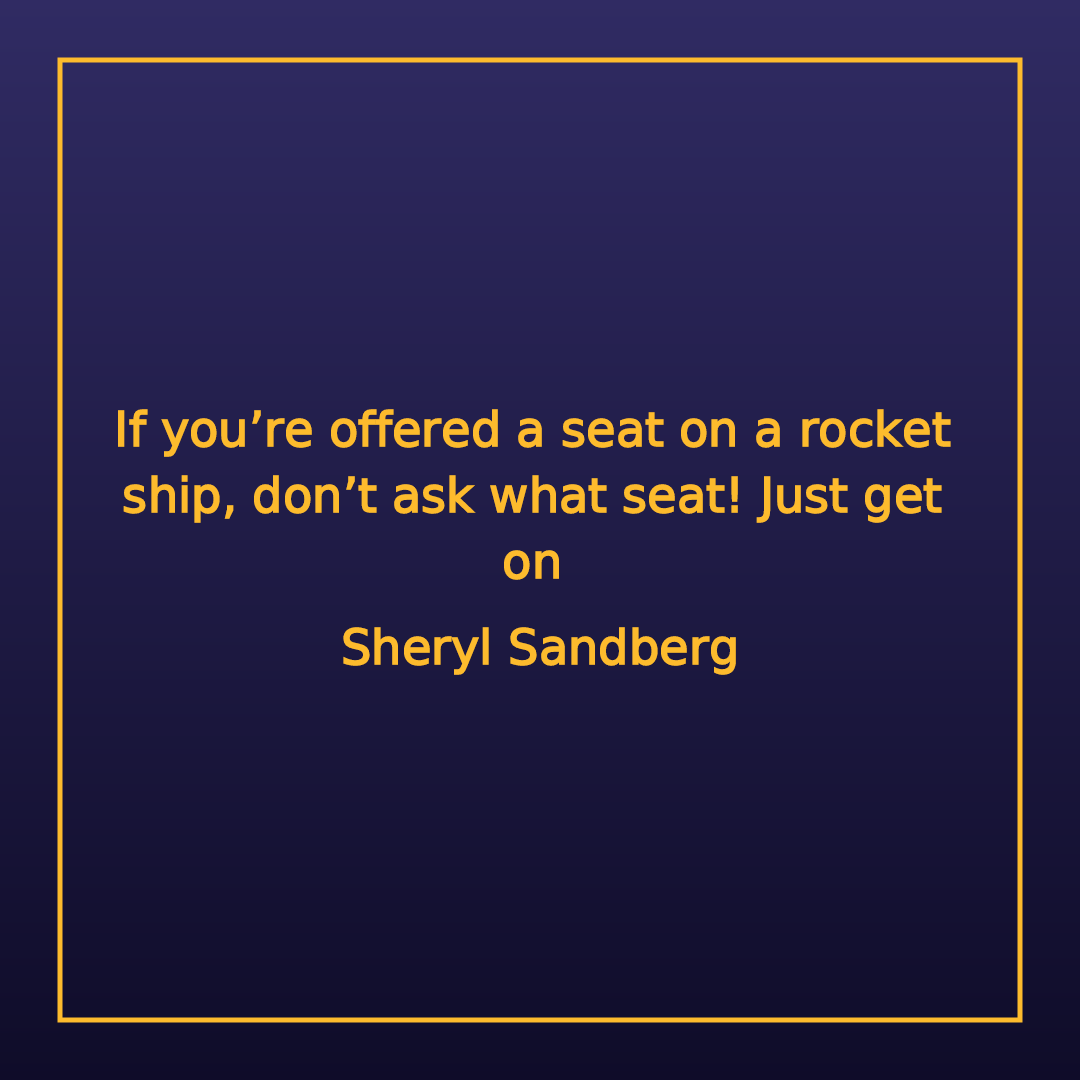 If you’re offered a seat on a rocket
ship, don’t ask what seat! Just get
on
Sheryl Sandberg